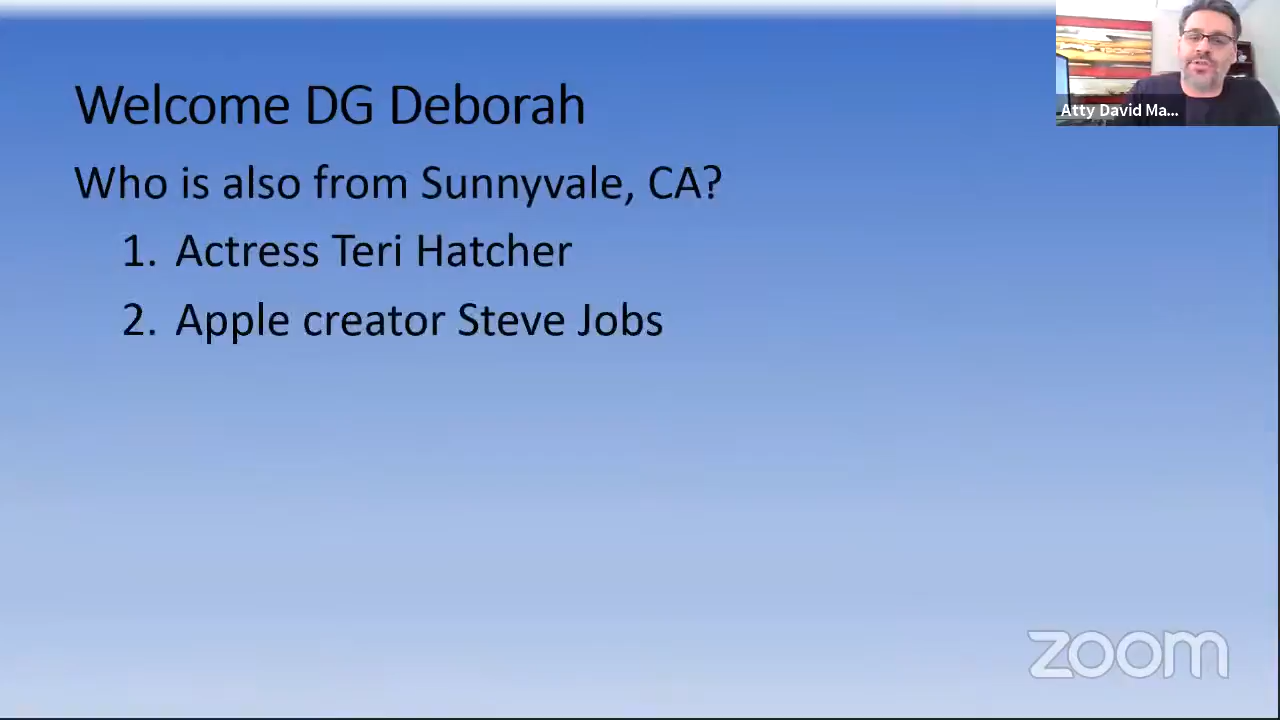 Welcome DG Deborah
Who is also from Sunnyvale, CA?
1. Actress Teri Hatcher
2. Apple creator Steve Jobs
Atty David Ma...
zoom